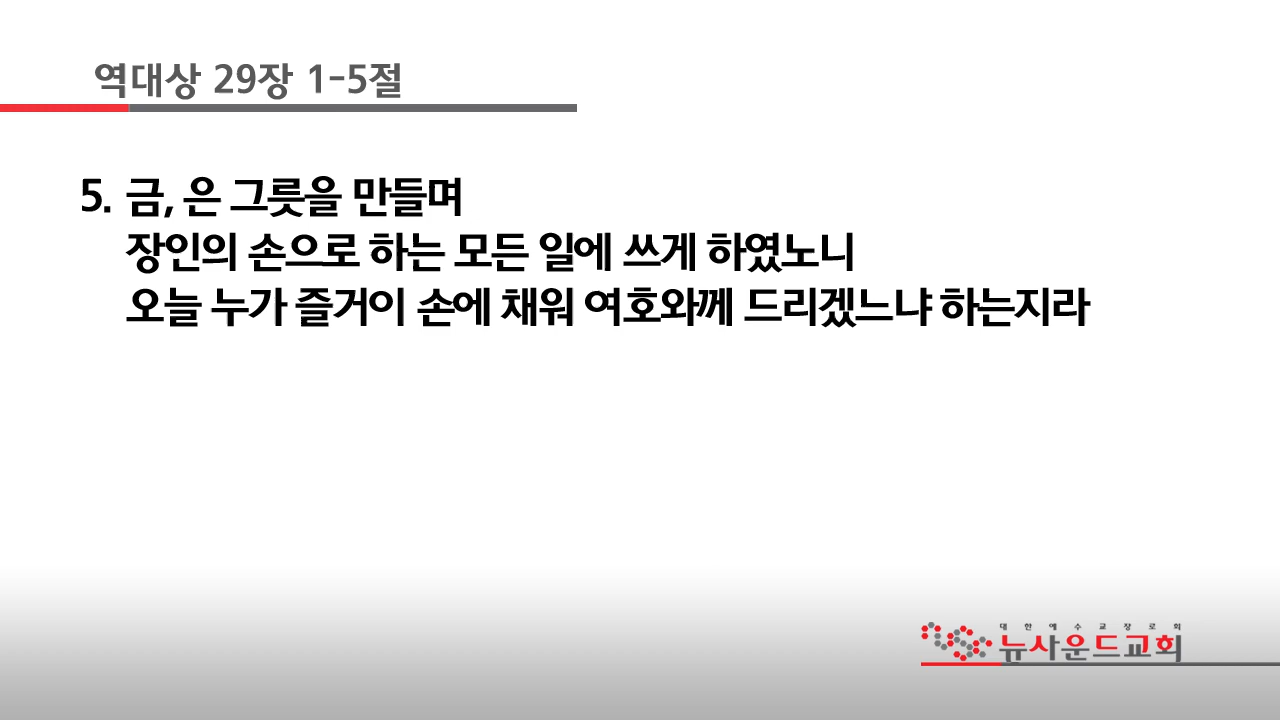 역대상 29장 1-5절
5. 금, 은 그릇을 만들며
장인의 손으로 하는 모든 일에 쓰게 하였노니
오늘 누가 즐거이 손에 채워 여호와께 드리겠느냐 하는지라
대한예수교장로회
뉴사운드교회